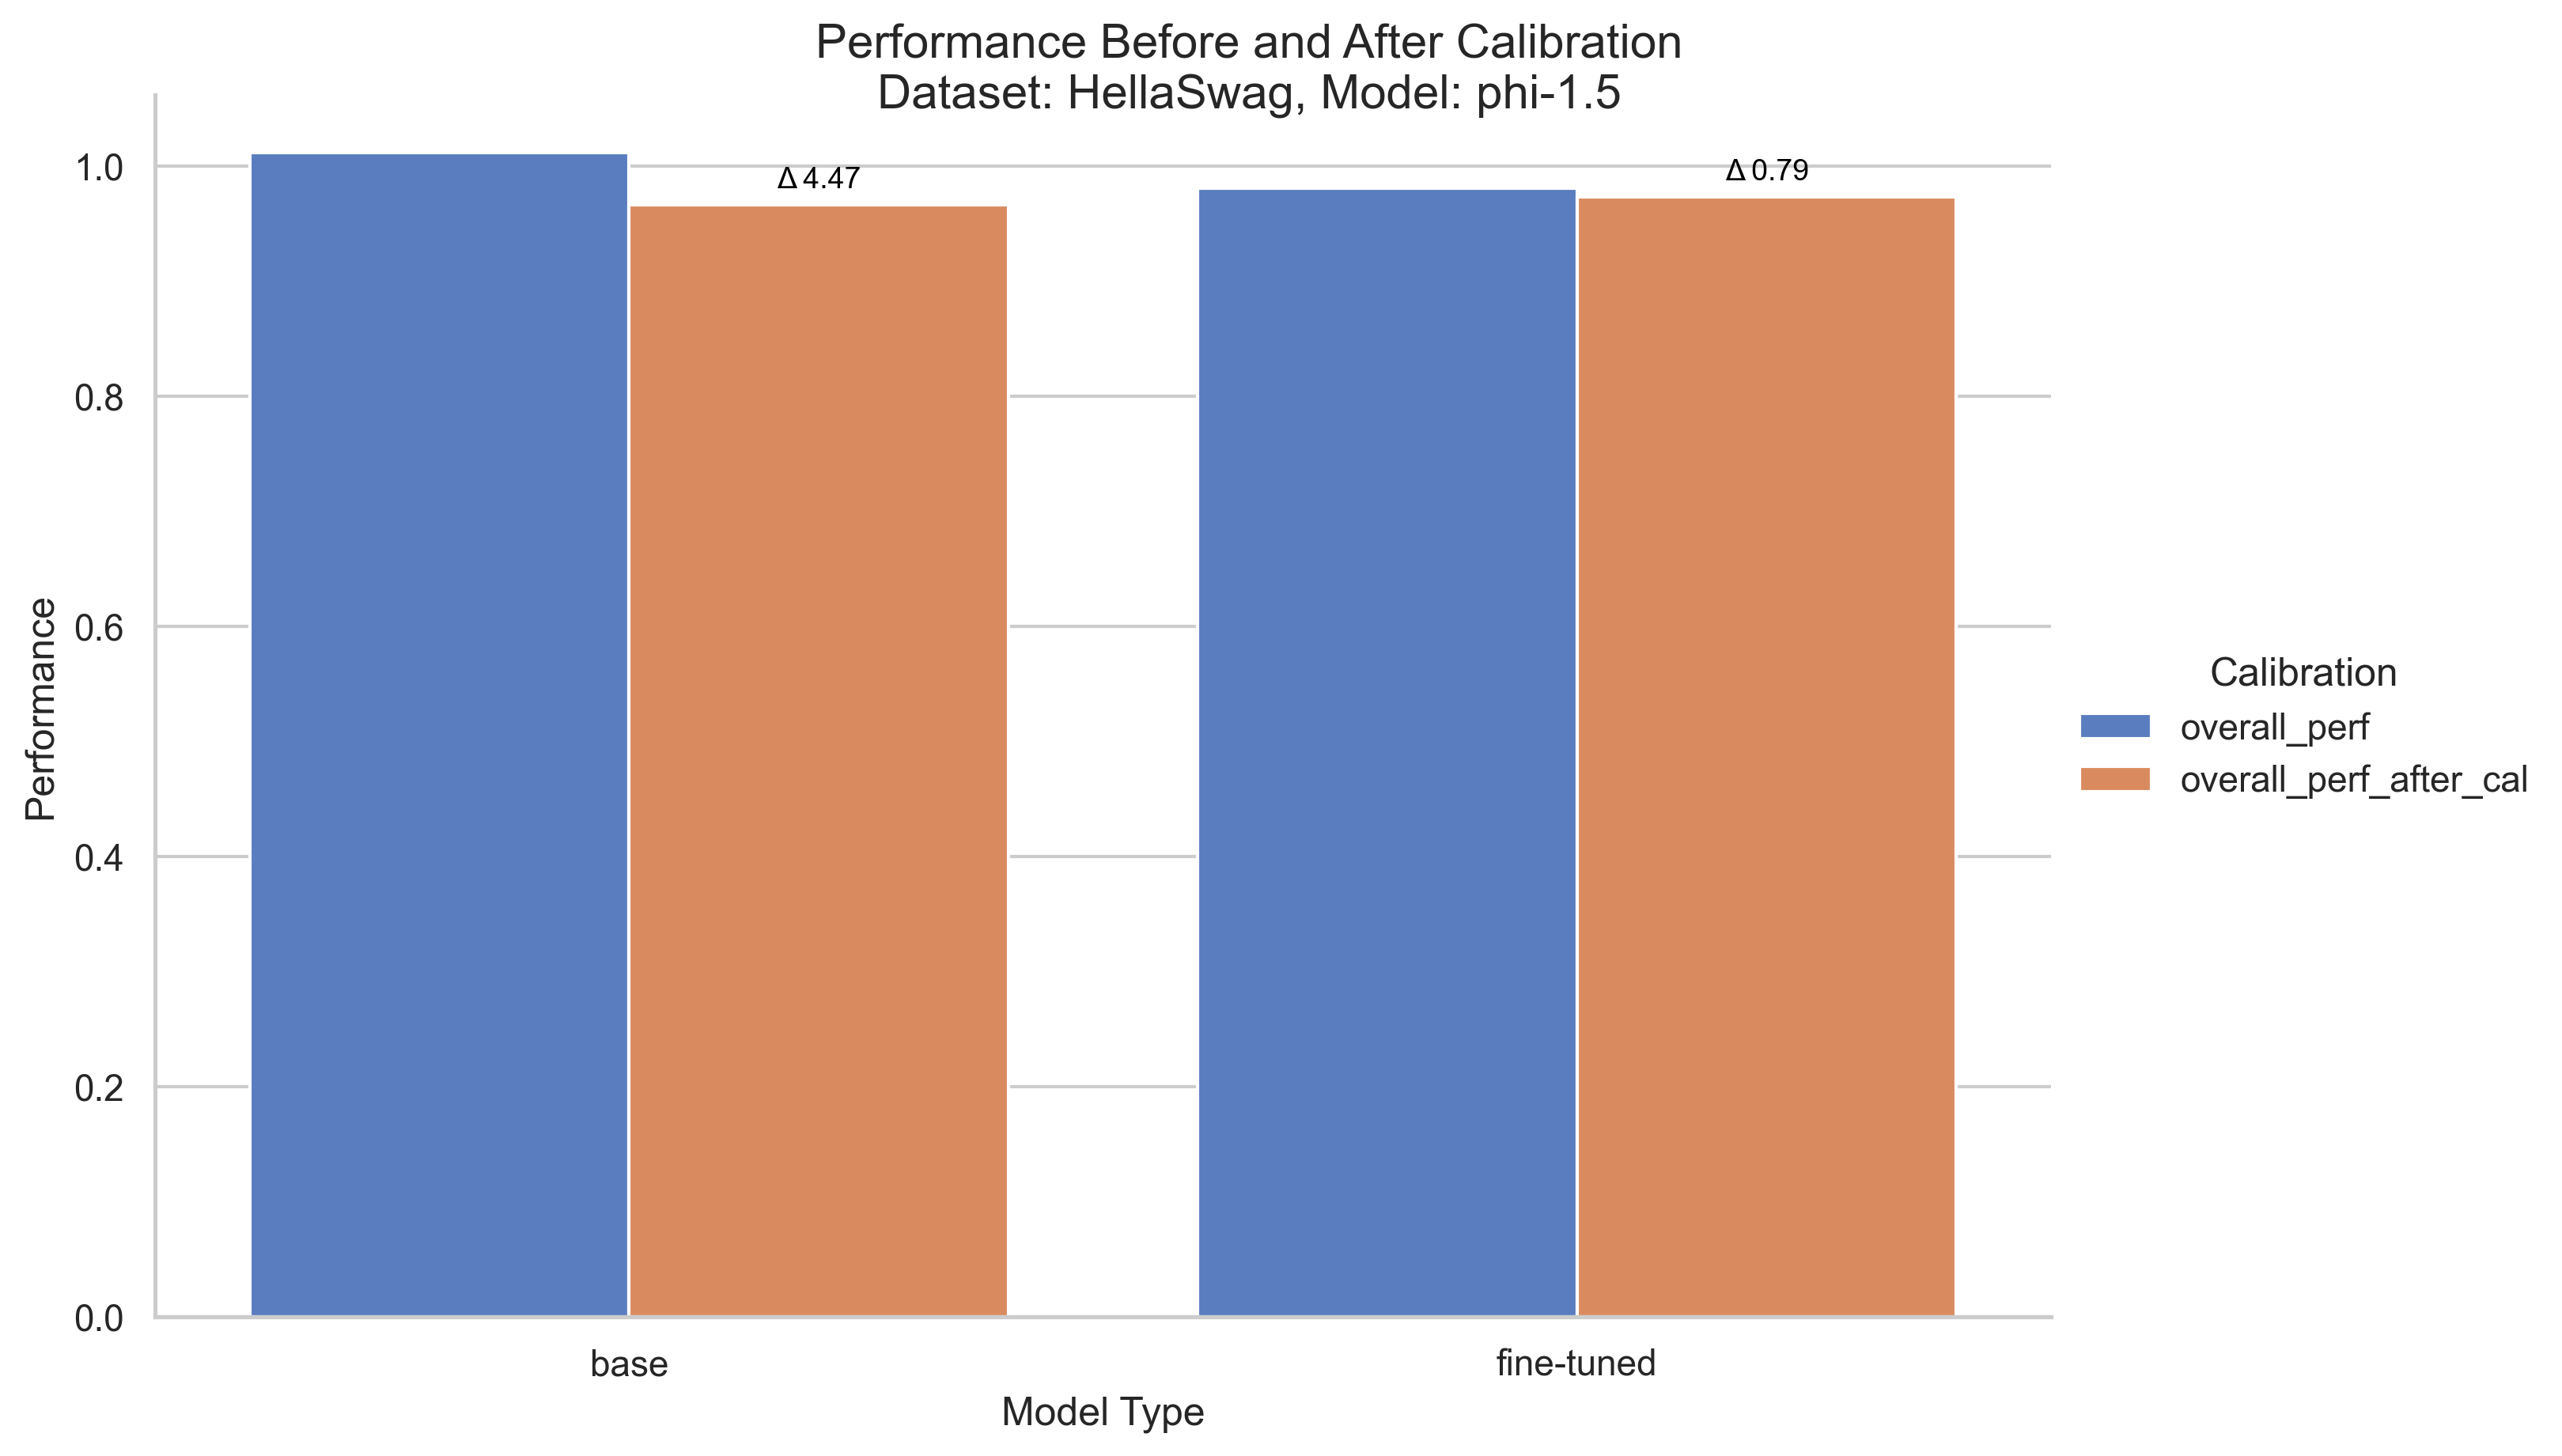 Performance Before and After Calibration
Dataset: HellaSwag, Model: phi-1.5
Performance
1.0
0.8
0.6
0.4
0.2
0.0
Δ 4.47
Δ 0.79
base
fine-tuned
Model Type
Calibration
overall_perf
overall_perf_after_cal